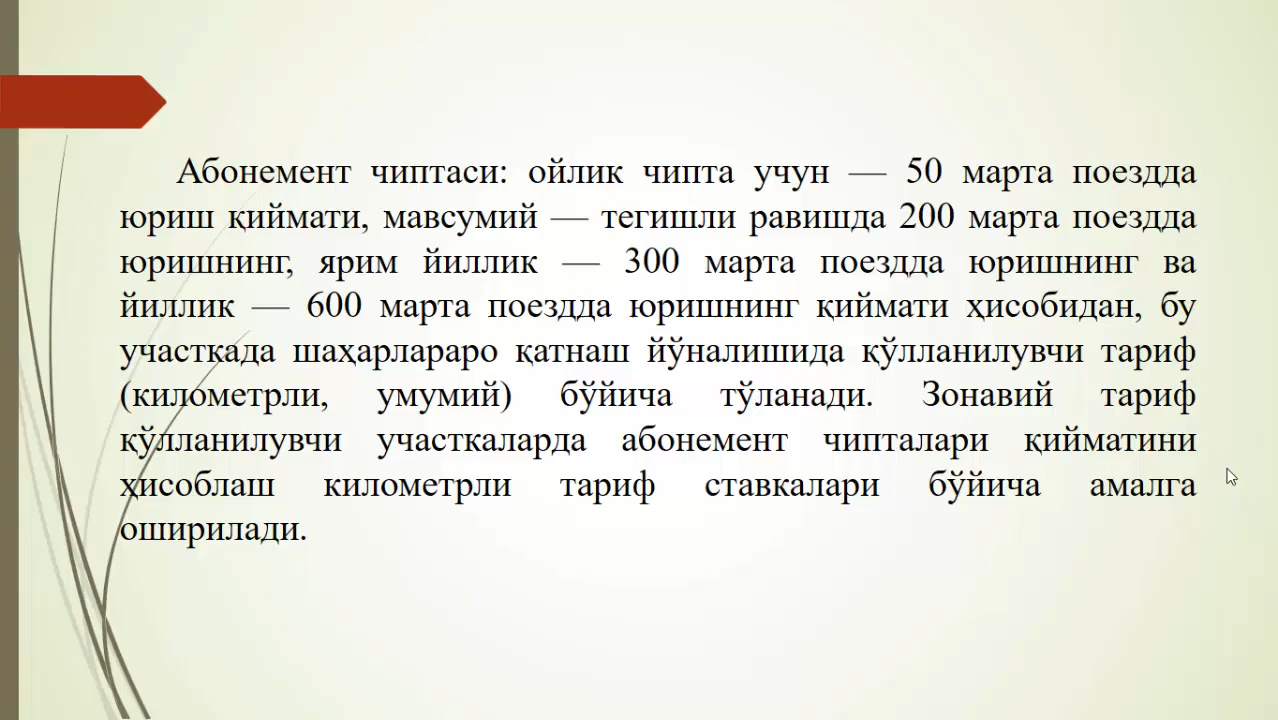 Абонемент чиптаси: ойлик чипта учун — 50 марта поездда
юриш қиймати, мавсумий — тегишли равишда 200 марта поездда
юришнинг, ярим йиллик — 300 марта поездда юришнинг ва
йиллик — 600 марта поездда юришнинг қиймати ҳисобидан, бу
участкада шаҳарлараро қатнаш йўналишида қўлланилувчи тариф
(километрли, умумий) бўйича тўланади. Зонавий тариф
қўлланилувчи участкаларда абонемент чипталари қийматини
ҳисоблаш километрли тариф ставкалари бўйича амалга
оширилади.